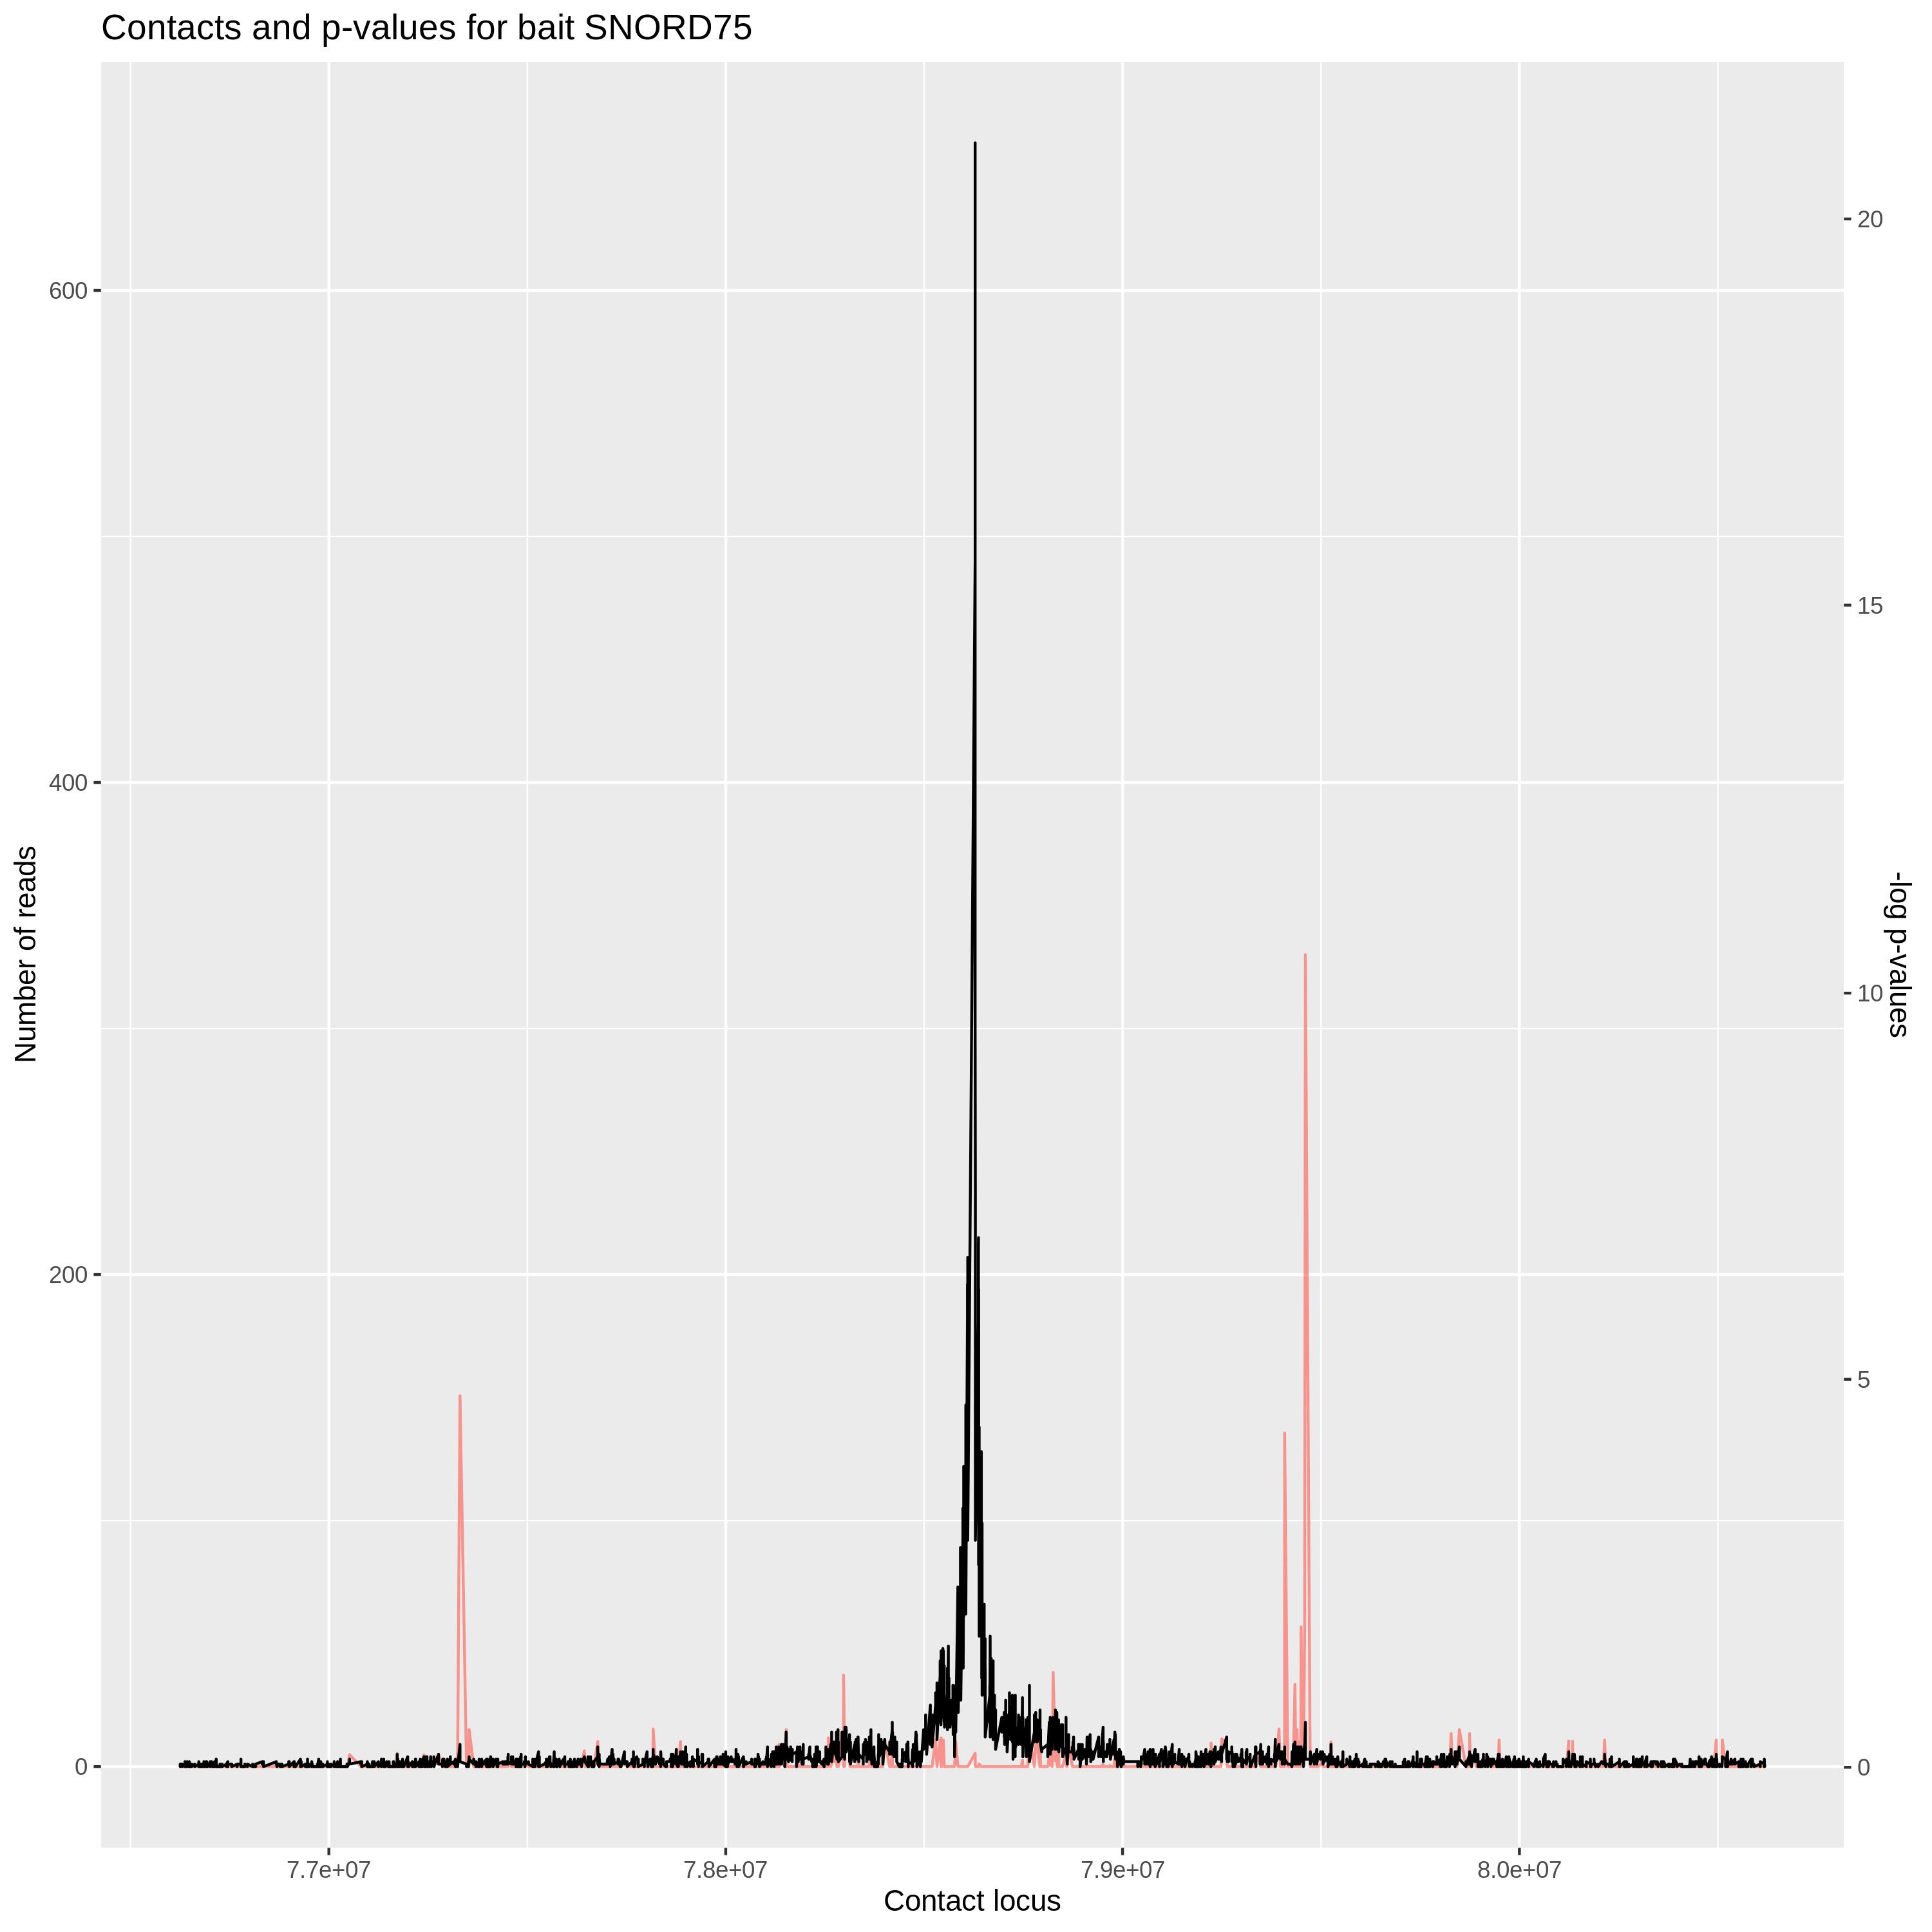 Contacts and p-values for bait SNORD75
600
400
200
0
Number of reads
20
15
10
5
0
-log p-values
7.7e+07 7.8e+07 7.9e+07 8.0e+07
Contact locus